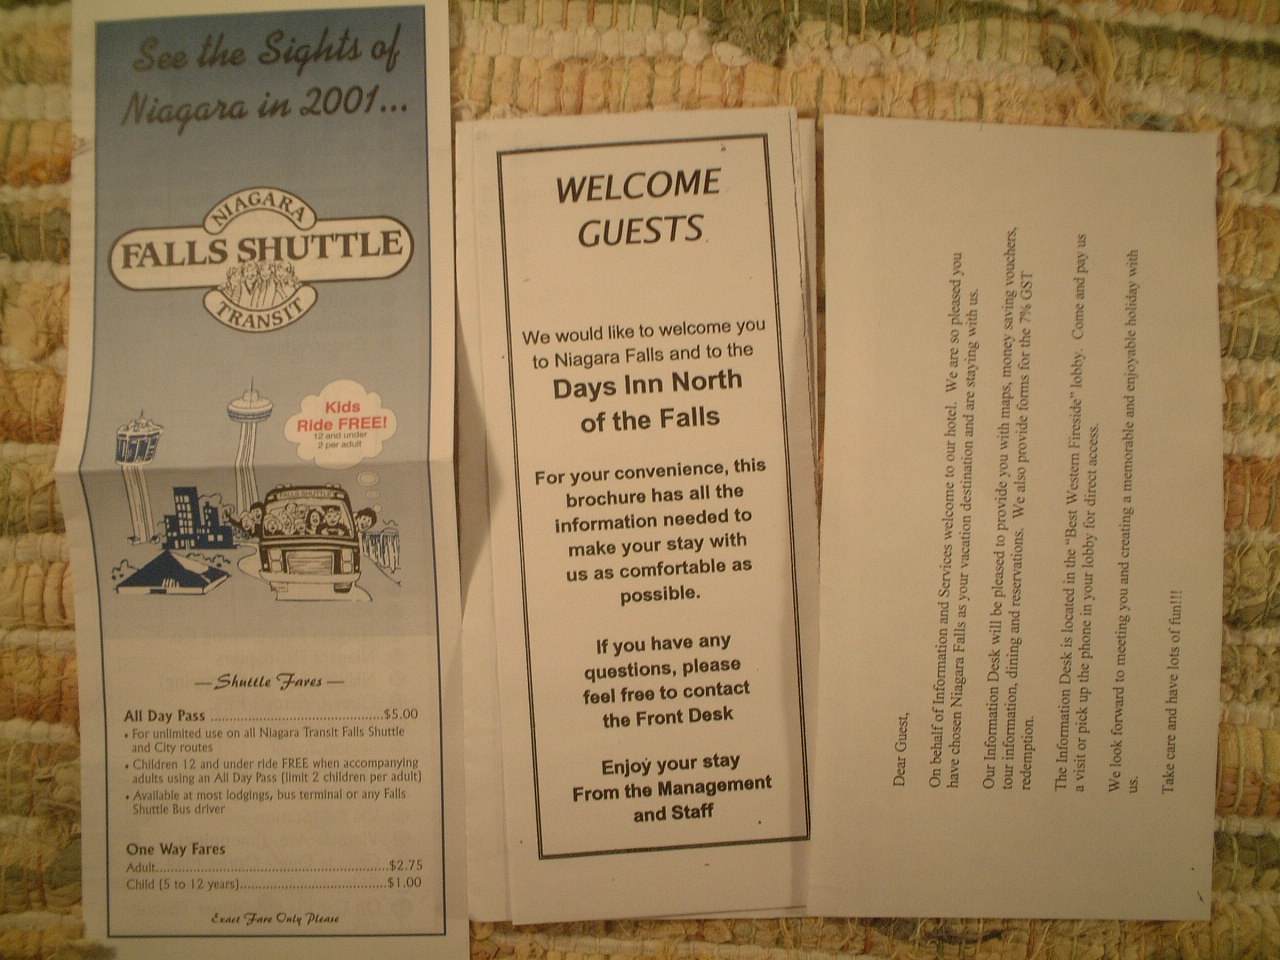 See the Sights of
Niagara in 2001...
NIAGARA
FALLS SHUTTLE
TRANSIT
Kids
Ride FREE!
12 and under
2 per adult
FALLS SHUTTLE
— Shuttle Fares —
All Day Pass ........................................$5.00
• For unlimited use on all Niagara Transit Falls Shuttle
and City routes
• Children 12 and under ride FREE when accompanying
adults using an All Day Pass (limit 2 children per adult)
• Available at most lodgings, bus terminal or any Falls
Shuttle Bus driver
One Way Fares
Adult.......................................................$2.75
Child (5 to 12 years)..................................$1.00
Exact Fare Only Please
WELCOME
GUESTS
We would like to welcome you
to Niagara Falls and to the
Days Inn North
of the Falls
For your convenience, this
brochure has all the
information needed to
make your stay with
us as comfortable as
possible.
If you have any
questions, please
feel free to contact
the Front Desk
Enjoy your stay
From the Management
and Staff
Dear Guest,
On behalf of Information and Services welcome to our hotel. We are so pleased you
have chosen Niagara Falls as your vacation destination and are staying with us.
Our Information Desk will be pleased to provide you with maps, money saving vouchers,
tour information, dining and reservations. We also provide forms for the 7% GST
redemption.
The Information Desk is located in the "Best Western Fireside" lobby. Come and pay us
a visit or pick up the phone in your lobby for direct access.
We look forward to meeting you and creating a memorable and enjoyable holiday with
us.
Take care and have lots of fun!!!